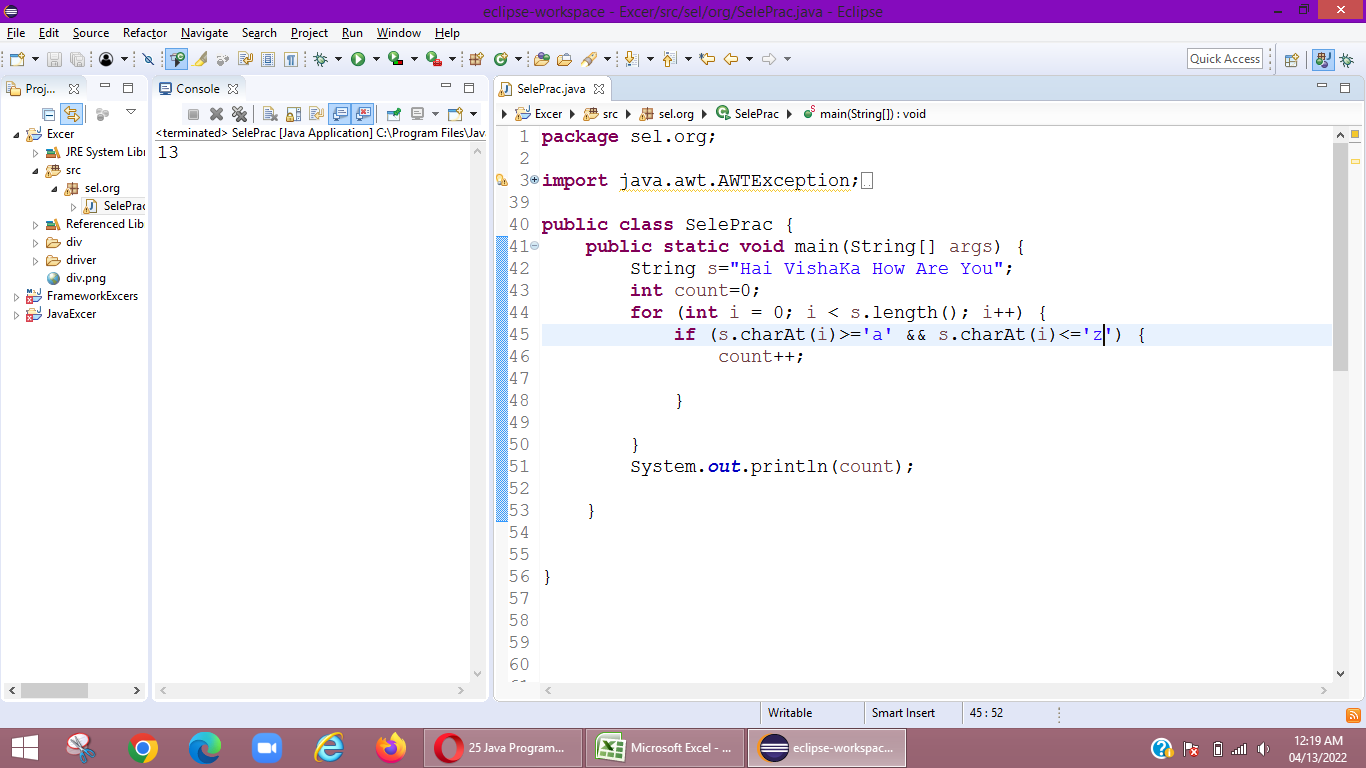 eclipse-workspace - Excer/src/sel/org/SelePrac.java - Eclipse
File Edit Source Refactor Navigate Search Project Run Window Help
Quick Access
Proj...
Excer
JRE System Libr
src
sel.org
SelePrac
Referenced Lib
div
driver
div.png
FrameworkExcers
JavaExcer
Console
<terminated> SelePrac [Java Application] C:\Program Files\Java
13
SelePrac.java
Excer src sel.org SelePrac main(String[]) : void
1 package sel.org;
2
3 import java.awt.AWTException;
39
40 public class SelePrac {
41 public static void main(String[] args) {
42 String s="Hai VishaKa How Are You";
43 int count=0;
44 for (int i = 0; i < s.length(); i++) {
45 if (s.charAt(i)>='a' && s.charAt(i)<='z') {
46 count++;
47
48 }
49
50 }
51 System.out.println(count);
52
53 }
54
55
56 }
57
58
59
60
Writable Smart Insert 45 : 52
25 Java Program... Microsoft Excel - ... eclipse-workspac...
12:19 AM
04/13/2022